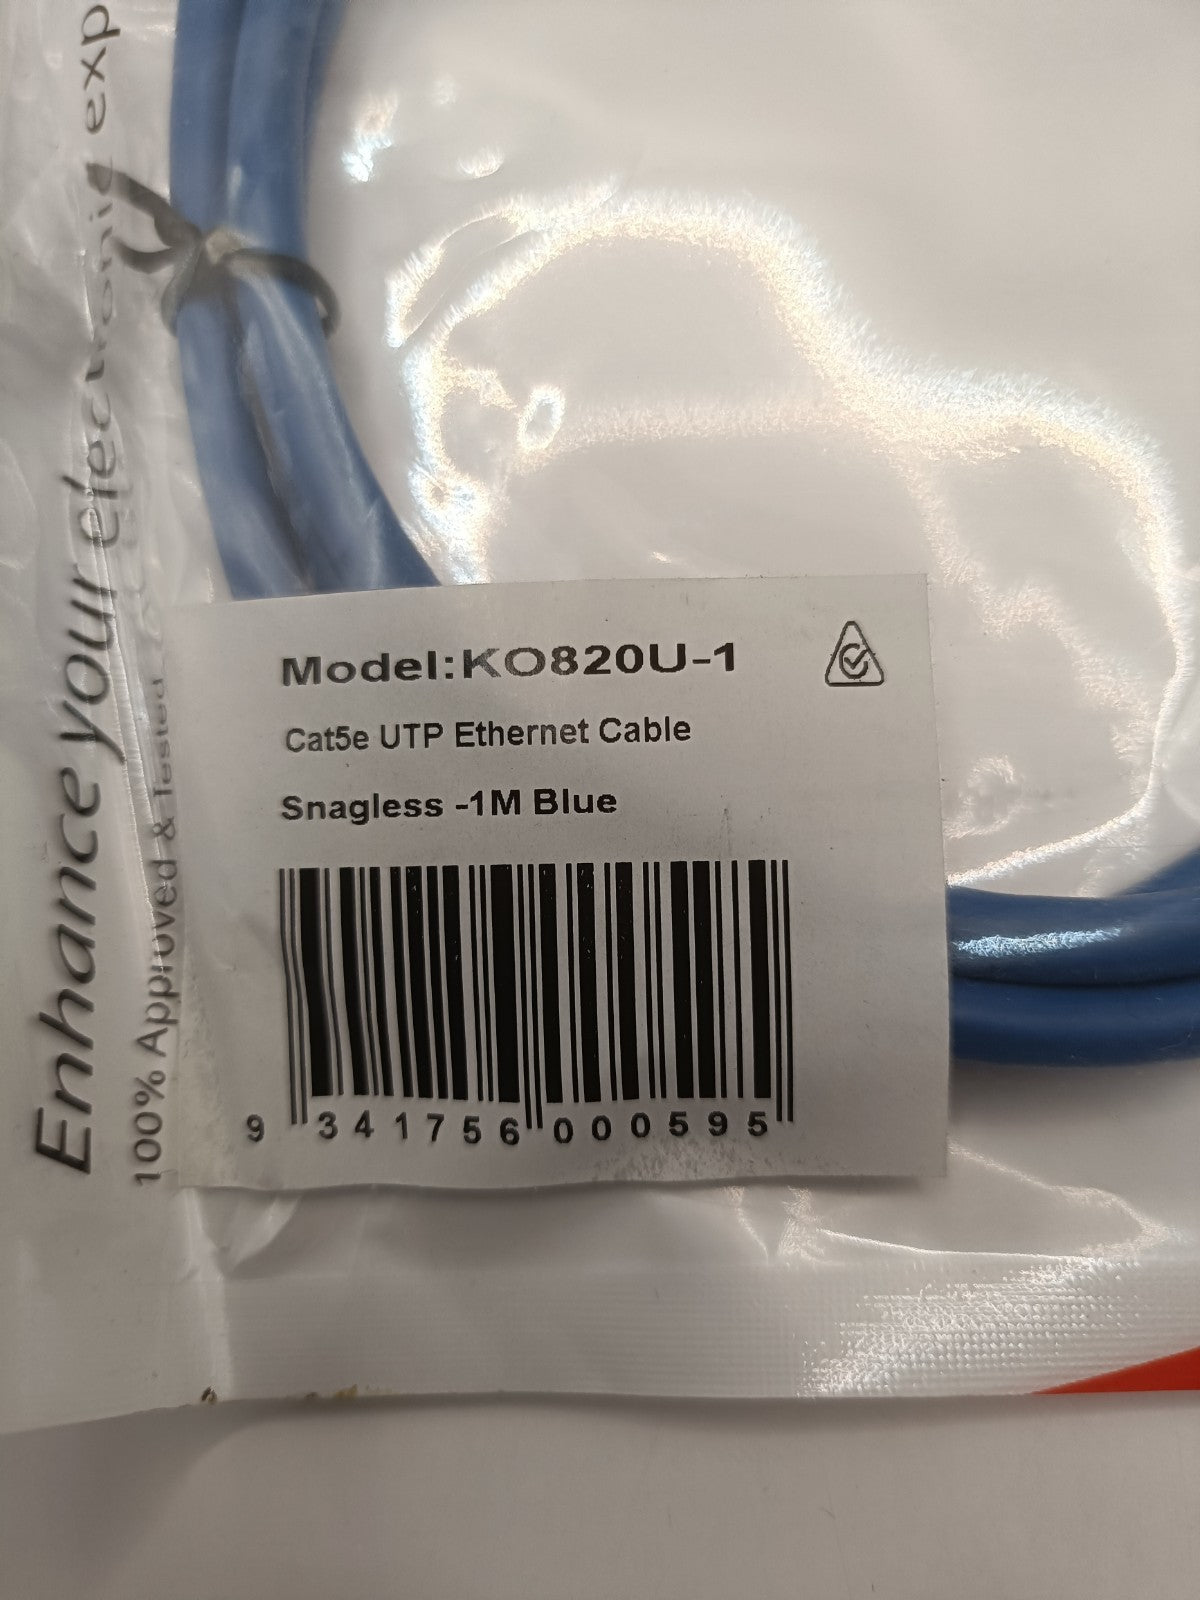 Model:KO820U-1
Cat5e UTP Ethernet Cable
Snagless -1M Blue
9 341756 000595
Enhance your electronic exp
100% Approved & Tested